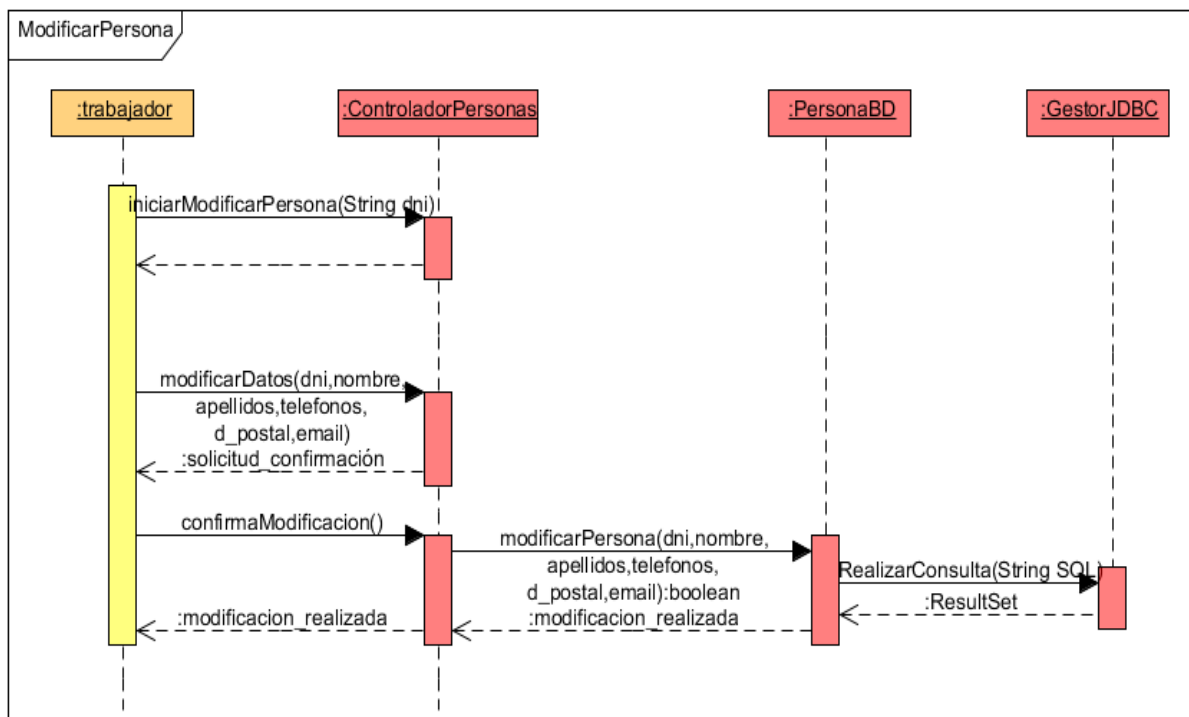 ModificarPersona
:trabajador
:ControladorPersonas
:PersonaBD
:GestorJDBC
iniciarModificarPersona(String dni)
modificarDatos(dni,nombre,
apellidos,telefonos,
d_postal,email)
:solicitud_confirmación
confirmaModificacion()
modificarPersona(dni,nombre,
apellidos,telefonos,
d_postal,email):boolean
RealizarConsulta(String SQL)
:ResultSet
:modificacion_realizada
:modificacion_realizada